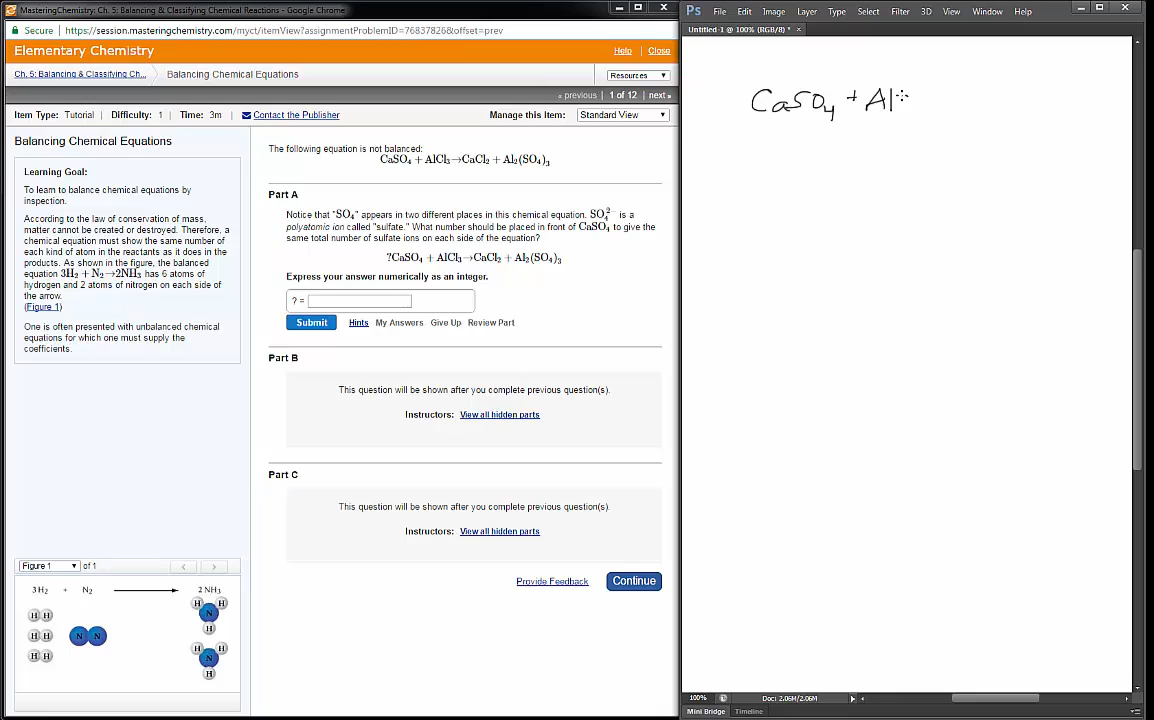 MasteringChemistry: Ch. 5: Balancing & Classifying Chemical Reactions - Google Chrome
Secure https://session.masteringchemistry.com/myct/itemView?assignmentProblemID=76837826&offset=prev
Elementary Chemistry
Help
Close
Ch. 5: Balancing & Classifying Ch...
Balancing Chemical Equations
Resources
« previous 1 of 12 next »
Item Type: Tutorial Difficulty: 1 Time: 3m Contact the Publisher
Manage this Item: Standard View
Balancing Chemical Equations
Learning Goal:
To learn to balance chemical equations by
inspection.
According to the law of conservation of mass,
matter cannot be created or destroyed. Therefore, a
chemical equation must show the same number of
each kind of atom in the reactants as it does in the
products. As shown in the figure, the balanced
equation 3H₂ + N₂→2NH₃ has 6 atoms of
hydrogen and 2 atoms of nitrogen on each side of
the arrow.
(Figure 1)
One is often presented with unbalanced chemical
equations for which one must supply the
coefficients.
Figure 1 of 1
3H₂ + N₂ 2 NH₃
H H H H
N
H H H
N N
H H
H H N
H
The following equation is not balanced:
CaSO₄ + AlCl₃→CaCl₂ + Al₂(SO₄)₃
Part A
Notice that "SO₄" appears in two different places in this chemical equation. SO₄²⁻ is a
polyatomic ion called "sulfate." What number should be placed in front of CaSO₄ to give the
same total number of sulfate ions on each side of the equation?
?CaSO₄ + AlCl₃→CaCl₂ + Al₂(SO₄)₃
Express your answer numerically as an integer.
? =
Submit Hints My Answers Give Up Review Part
Part B
This question will be shown after you complete previous question(s).
Instructors: View all hidden parts
Part C
This question will be shown after you complete previous question(s).
Instructors: View all hidden parts
Provide Feedback Continue
Ps File Edit Image Layer Type Select Filter 3D View Window Help
Untitled-1 @ 100% (RGB/8) * ×
CaSO₄ + Al
100% Doc: 2.06M/2.06M
Mini Bridge Timeline